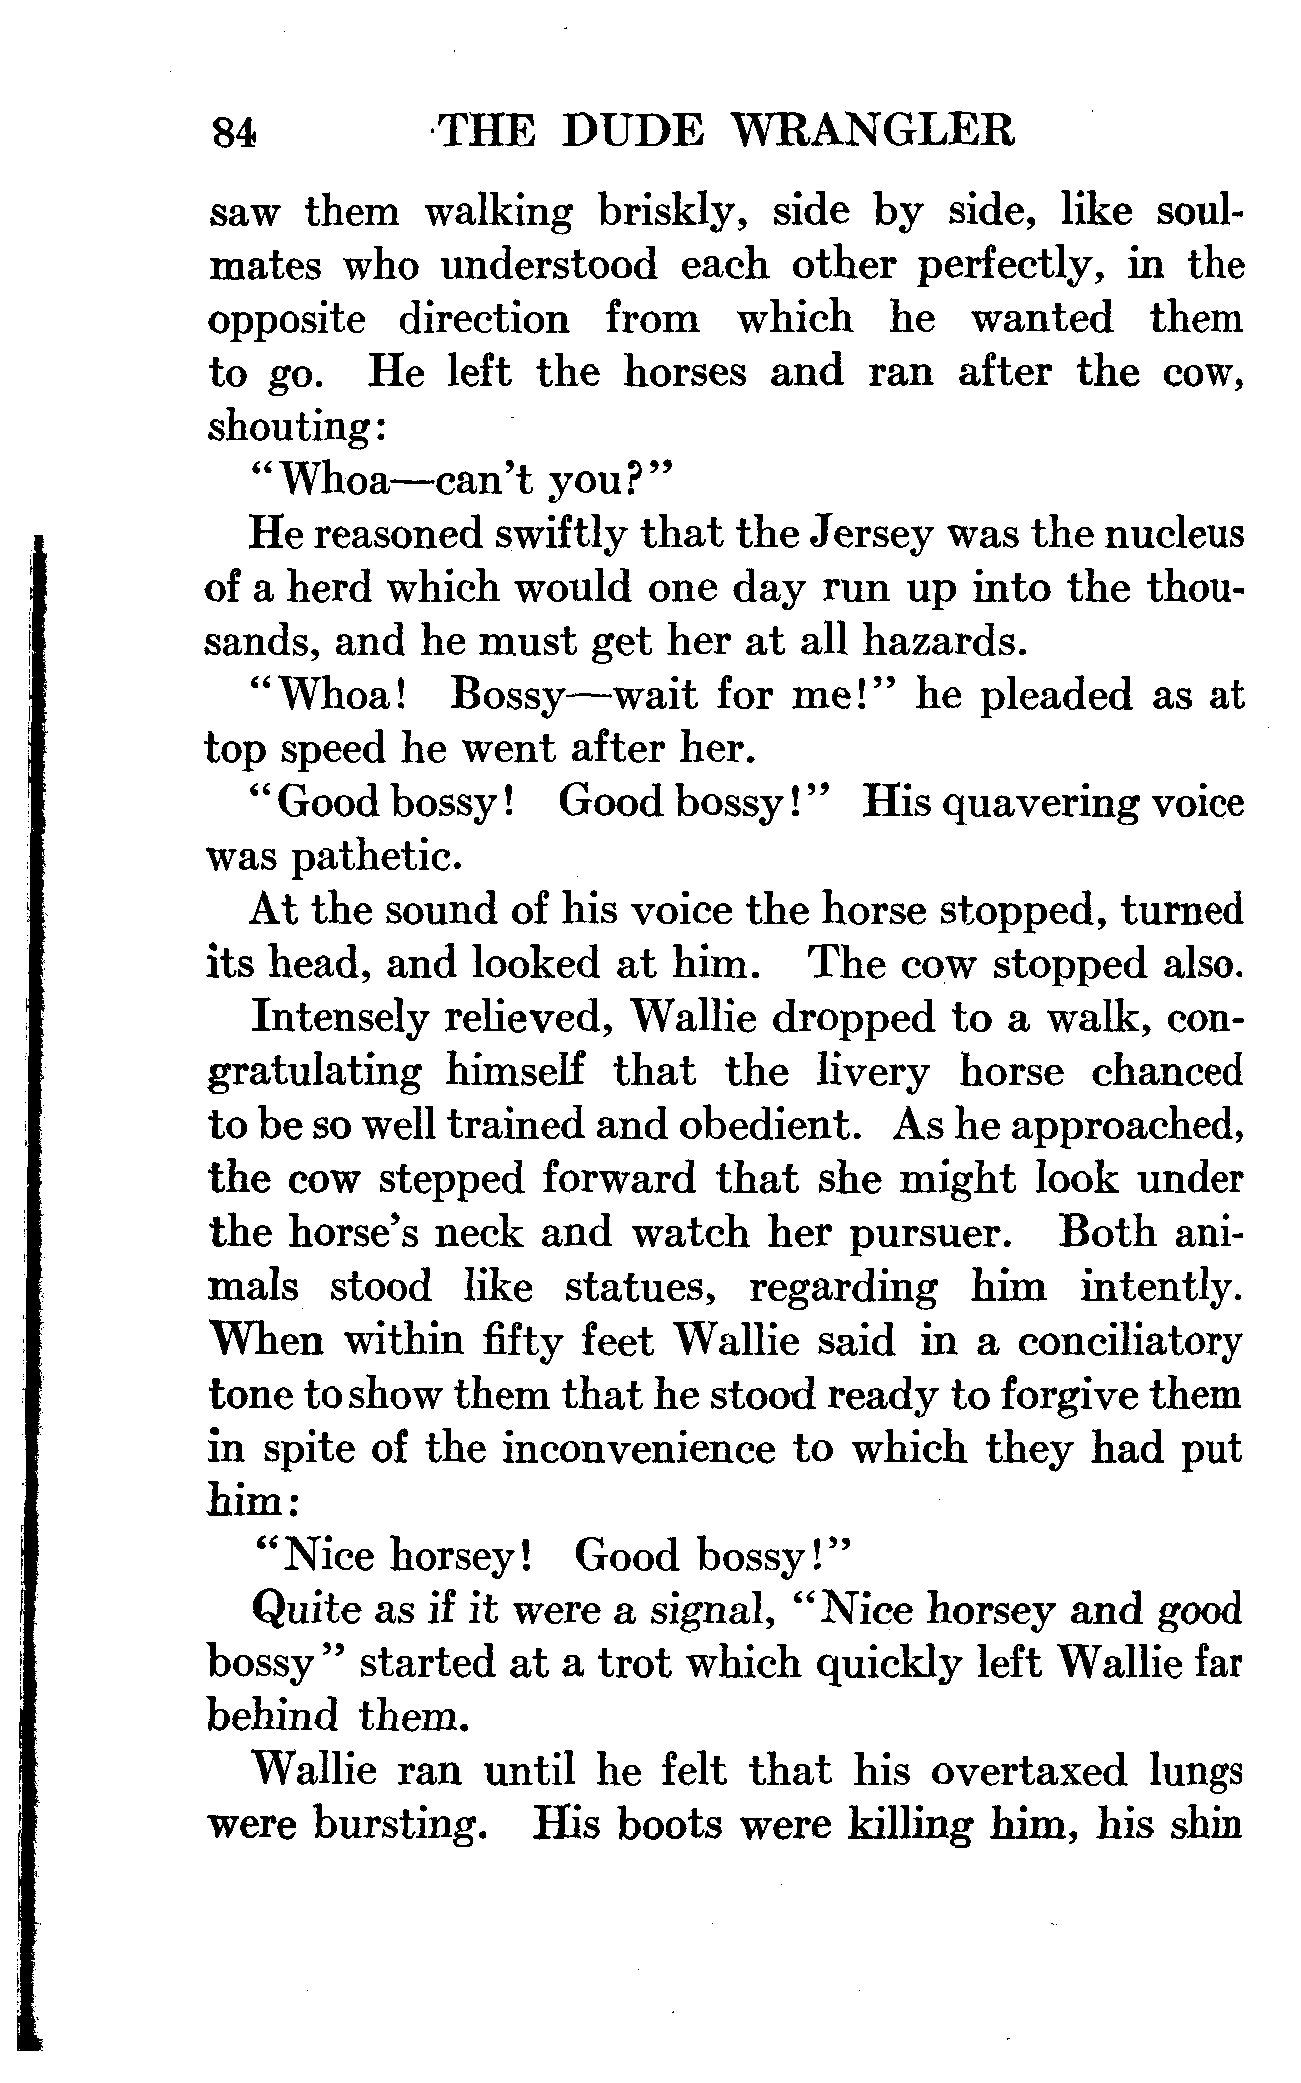 84 THE DUDE WRANGLER
saw them walking briskly, side by side, like soul-
mates who understood each other perfectly, in the
opposite direction from which he wanted them
to go. He left the horses and ran after the cow,
shouting:
"Whoa—can't you?"
He reasoned swiftly that the Jersey was the nucleus
of a herd which would one day run up into the thou-
sands, and he must get her at all hazards.
"Whoa! Bossy—wait for me!" he pleaded as at
top speed he went after her.
"Good bossy! Good bossy!" His quavering voice
was pathetic.
At the sound of his voice the horse stopped, turned
its head, and looked at him. The cow stopped also.
Intensely relieved, Wallie dropped to a walk, con-
gratulating himself that the livery horse chanced
to be so well trained and obedient. As he approached,
the cow stepped forward that she might look under
the horse's neck and watch her pursuer. Both ani-
mals stood like statues, regarding him intently.
When within fifty feet Wallie said in a conciliatory
tone to show them that he stood ready to forgive them
in spite of the inconvenience to which they had put
him:
"Nice horsey! Good bossy!"
Quite as if it were a signal, "Nice horsey and good
bossy" started at a trot which quickly left Wallie far
behind them.
Wallie ran until he felt that his overtaxed lungs
were bursting. His boots were killing him, his shin